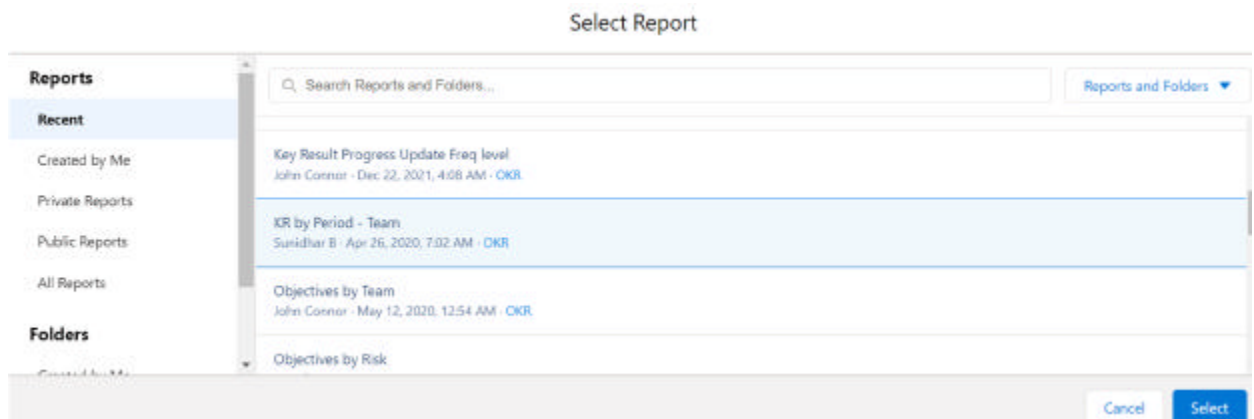 Select Report
Reports
Recent
Created by Me
Private Reports
Public Reports
All Reports
Folders
Created by Me
Search Reports and Folders...
Reports and Folders
Key Result Progress Update Freq level
John Connor · Dec 22, 2021, 4:08 AM · OKR
KR by Period - Team
Sunidhar B · Apr 26, 2020, 7:02 AM · OKR
Objectives by Team
John Connor · May 12, 2020, 12:54 AM · OKR
Objectives by Risk
Cancel
Select